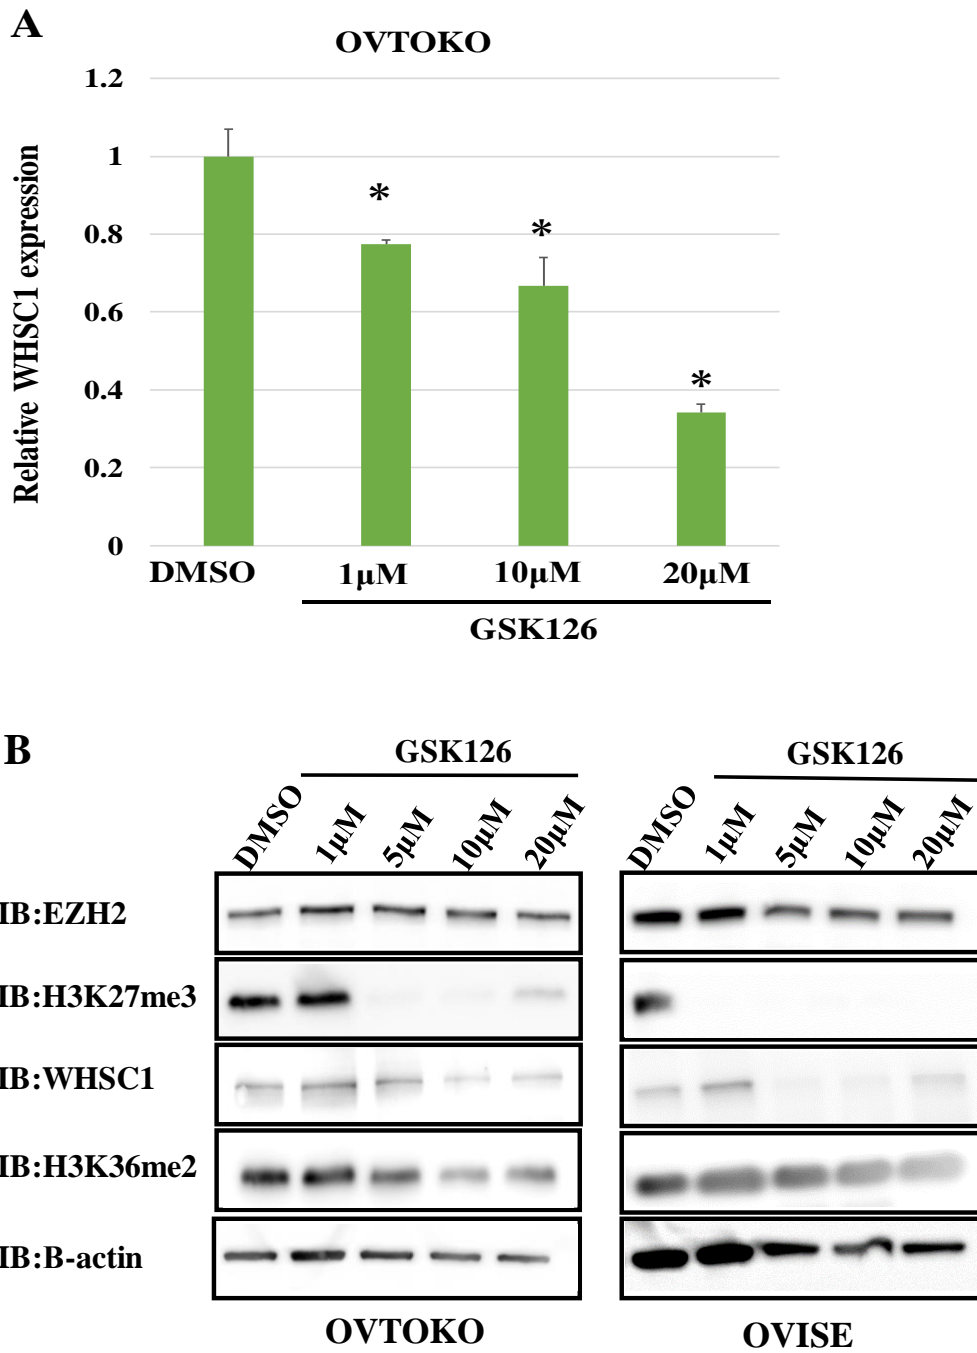 A
OVTOKO
Relative WHSC1 expression
1.2
1
0.8
0.6
0.4
0.2
0
*
*
*
DMSO 1μM 10μM 20μM
GSK126
B
GSK126 GSK126
DMSO 1μM 5μM 10μM 20μM DMSO 1μM 5μM 10μM 20μM
IB:EZH2
IB:H3K27me3
IB:WHSC1
IB:H3K36me2
IB:B-actin
OVTOKO OVISE